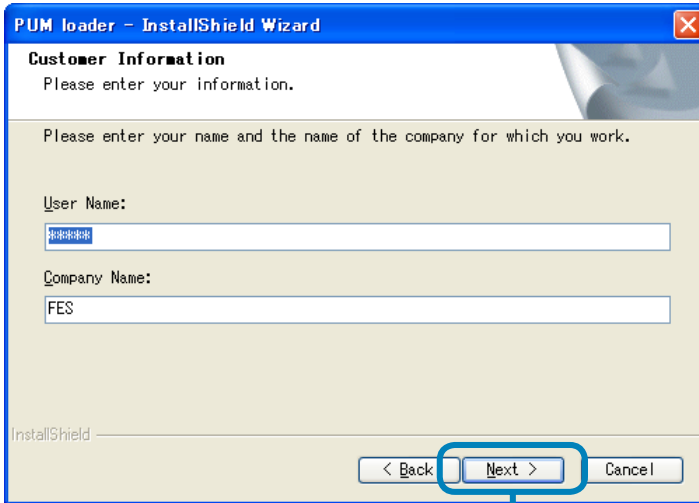 PUM loader - InstallShield Wizard
Customer Information
Please enter your information.
Please enter your name and the name of the company for which you work.
User Name:
*****
Company Name:
FES
InstallShield
< Back
Next >
Cancel